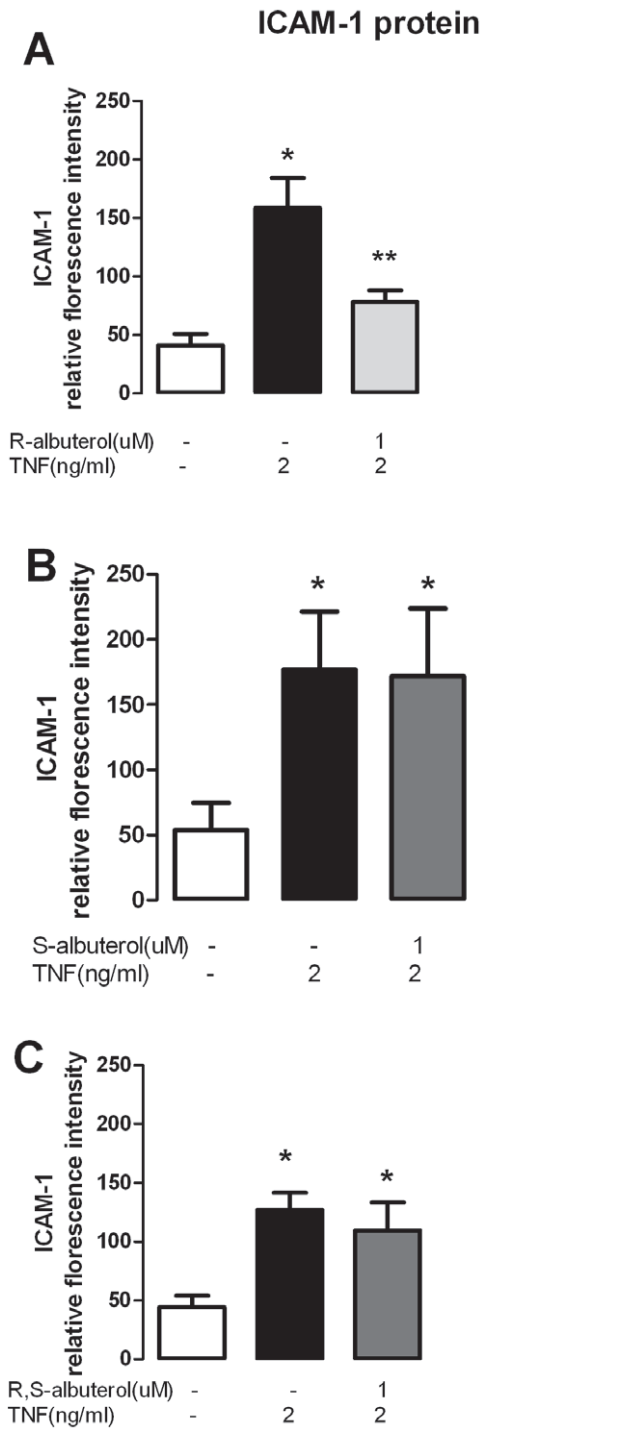 ICAM-1 protein
A
ICAM-1
relative florescence intensity
250
200
150
100
50
0
*
**
R-albuterol(uM) - - 1
TNF(ng/ml) - 2 2
B
ICAM-1
relative florescence intensity
250
200
150
100
50
0
* *
S-albuterol(uM) - - 1
TNF(ng/ml) - 2 2
C
ICAM-1
relative florescence intensity
250
200
150
100
50
0
*
*
R,S-albuterol(uM) - - 1
TNF(ng/ml) - 2 2